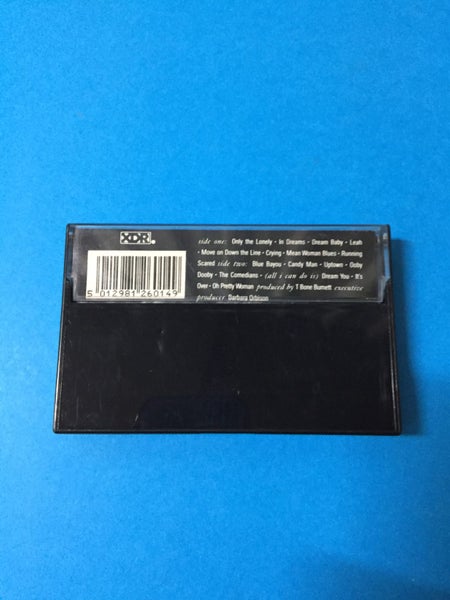 XDR.
side one: Only the Lonely - In Dreams - Dream Baby - Leah
- Move on Down the Line - Crying - Mean Woman Blues - Running
Scared side two: Blue Bayou - Candy Man - Uptown - Ooby
Dooby - The Comedians - (all i can do is) Dream You - It's
Over - Oh Pretty Woman produced by T Bone Burnett executive
producer Barbara Orbison
5 012981 260149